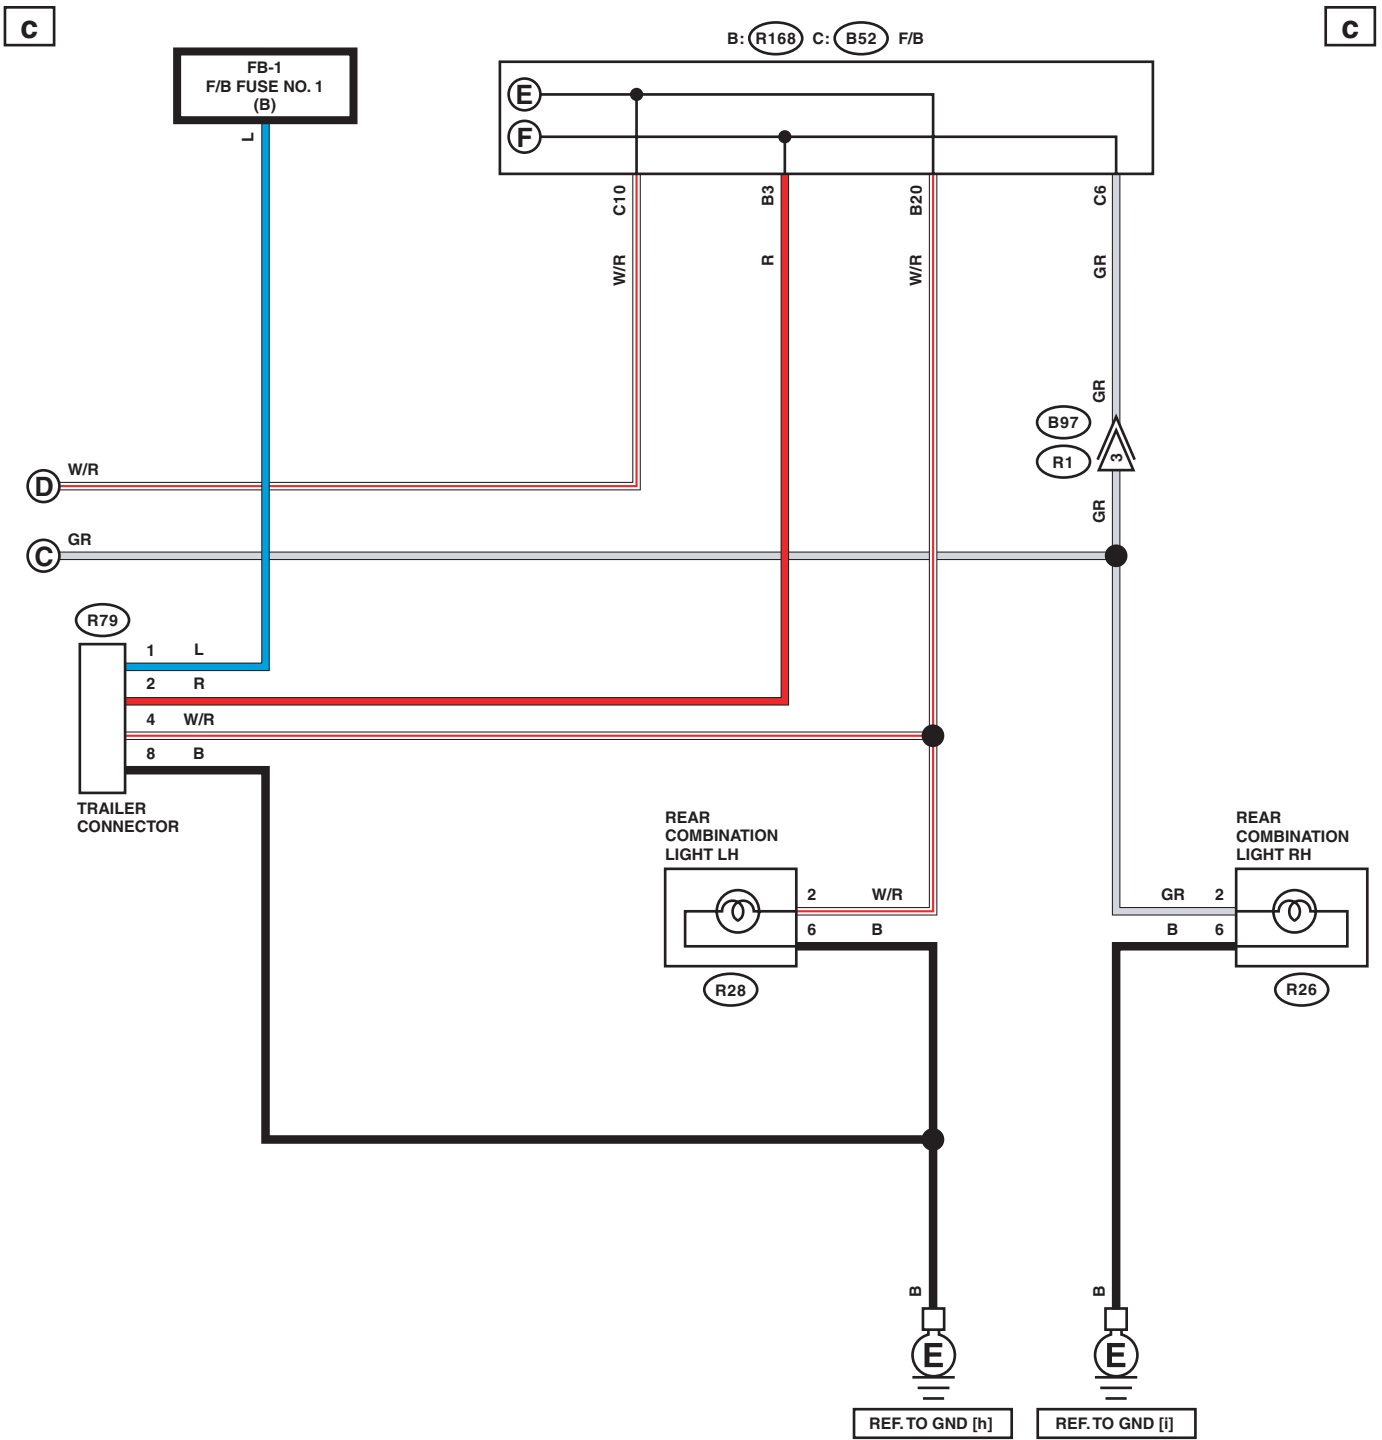 c
c
B: R168 C: B52 F/B
FB-1
F/B FUSE NO. 1
(B)
L
E
F
C10
B3
B20
C6
W/R
R
W/R
GR
GR
B97
R1
3
GR
D
W/R
C
GR
R79
1 L
2 R
4 W/R
8 B
TRAILER
CONNECTOR
REAR
COMBINATION
LIGHT LH
2 W/R
6 B
R28
REAR
COMBINATION
LIGHT RH
GR 2
B 6
R26
B
B
E
E
REF. TO GND [h]
REF. TO GND [i]